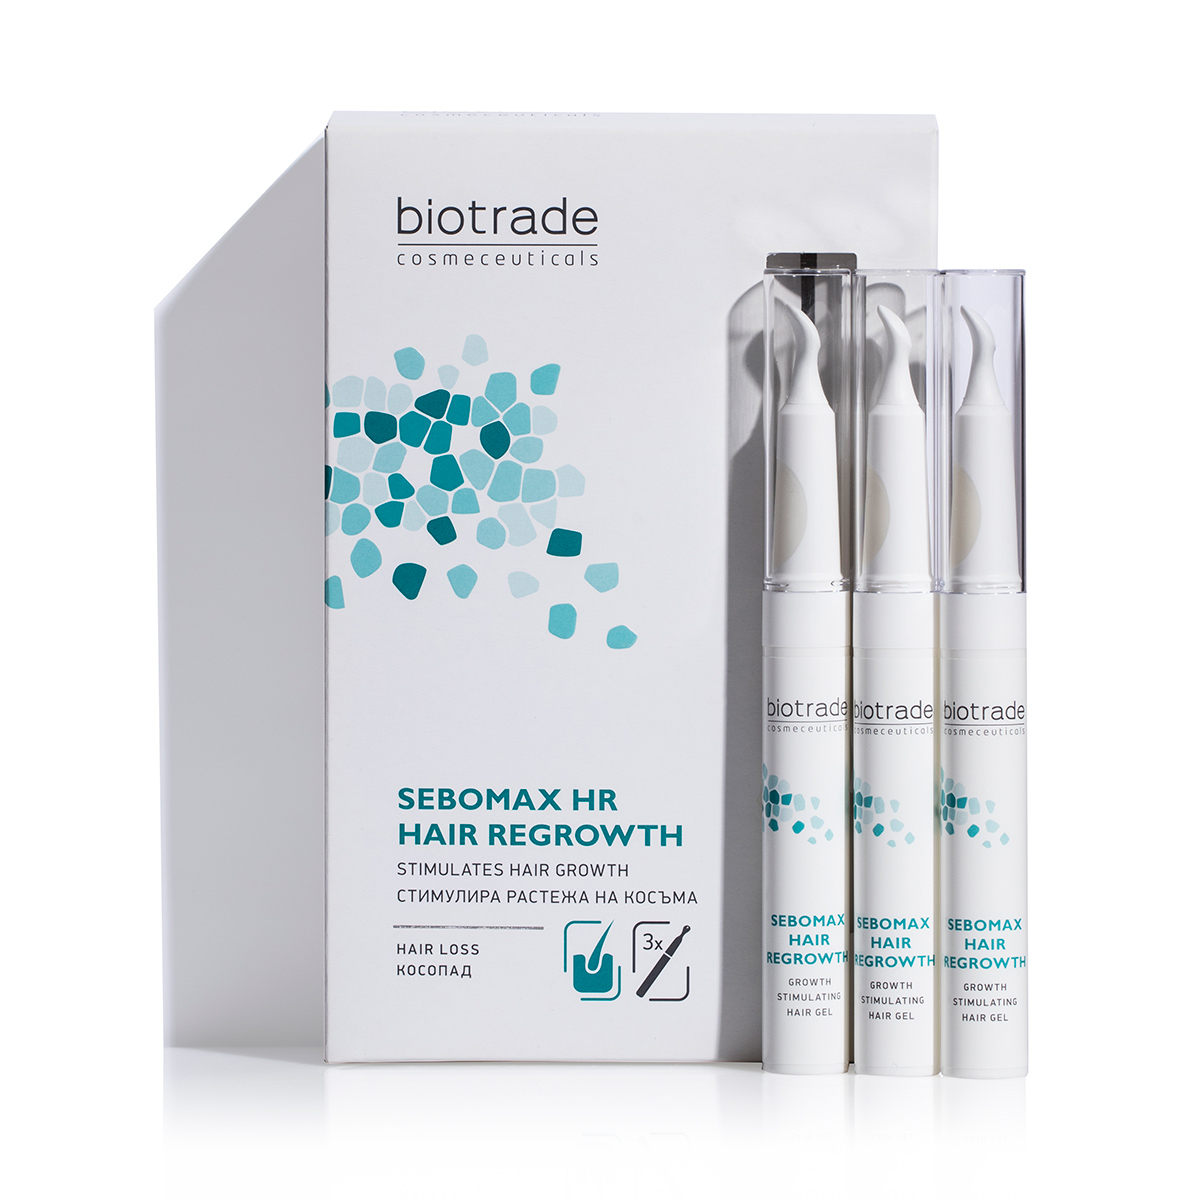 cosmeceuticals
biotrade
cosmeceuticals
SEBOMAX HR
HAIR REGROWTH
STIMULATES HAIR GROWTH
СТИМУЛИРА РАСТЕЖА НА КОСЪМА
HAIR LOSS
КОСОПАД
3x
biotrade
cosmeceuticals
SEBOMAX
HAIR
REGROWTH
GROWTH
STIMULATING
HAIR GEL
biotrade
cosmeceuticals
SEBOMAX
HAIR
REGROWTH
GROWTH
STIMULATING
HAIR GEL
biotrade
cosmeceuticals
SEBOMAX
HAIR
REGROWTH
GROWTH
STIMULATING
HAIR GEL